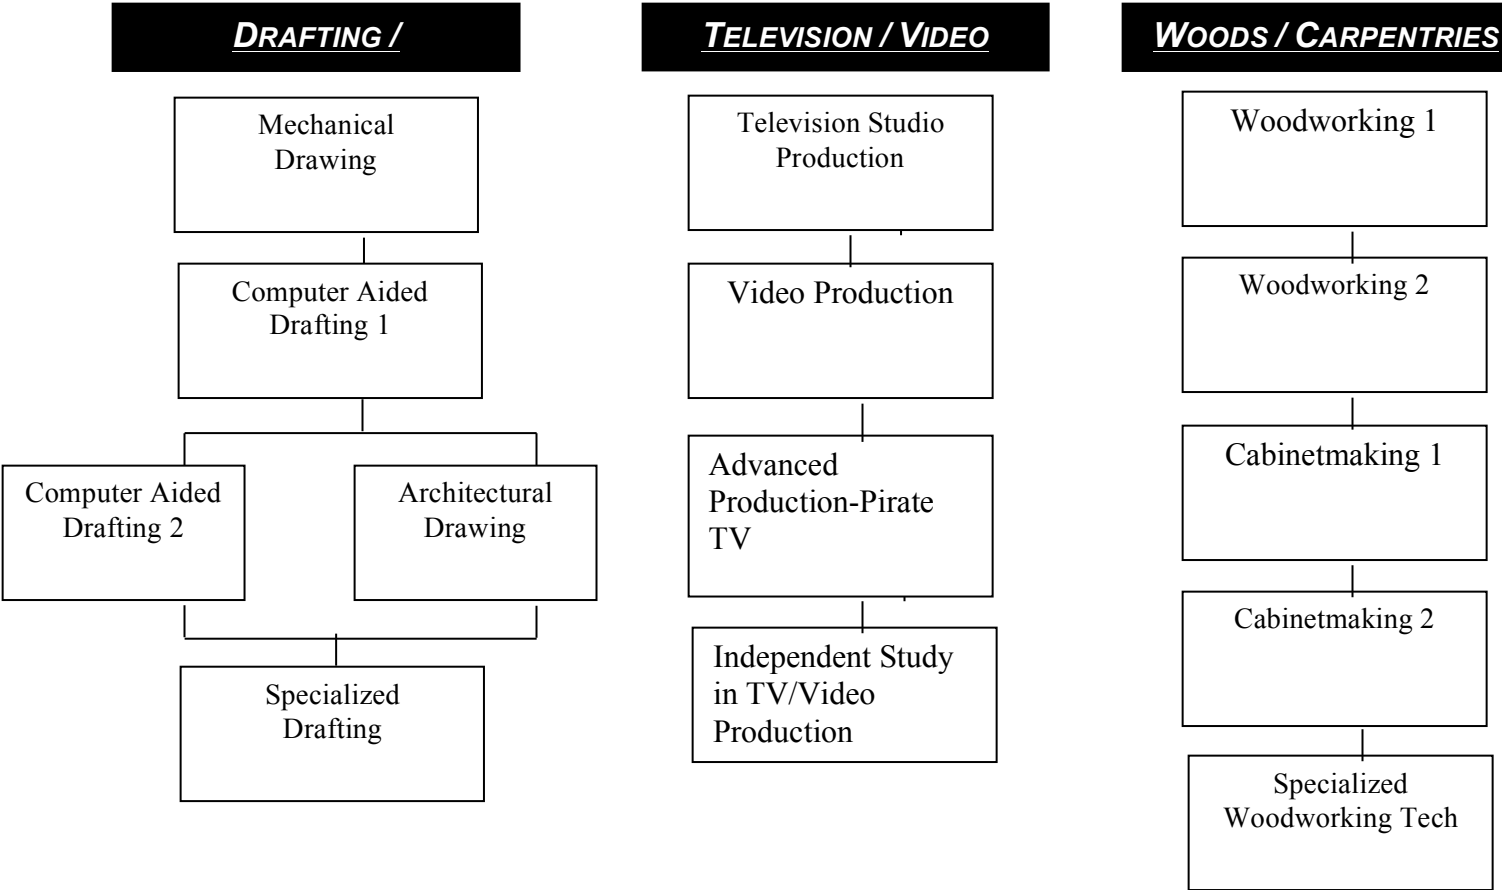 DRAFTING /
Mechanical
Drawing
Computer Aided
Drafting 1
Computer Aided
Drafting 2
Architectural
Drawing
Specialized
Drafting
TELEVISION / VIDEO
Television Studio
Production
Video Production
Advanced
Production-Pirate
TV
Independent Study
in TV/Video
Production
WOODS / CARPENTRIES
Woodworking 1
Woodworking 2
Cabinetmaking 1
Cabinetmaking 2
Specialized
Woodworking Tech